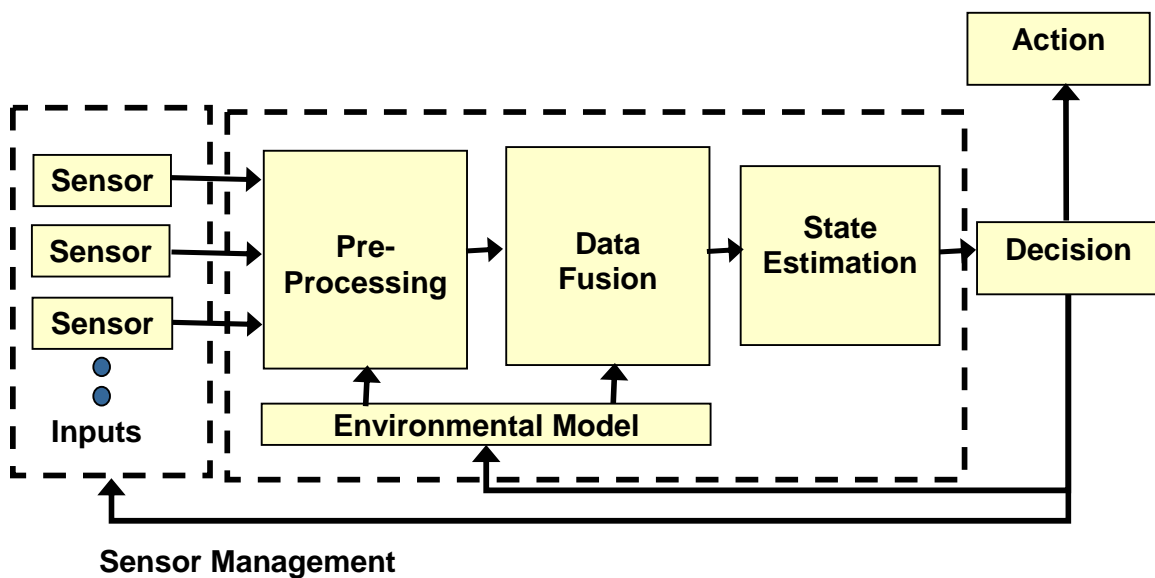 Action
Sensor
Sensor
Sensor
Inputs
Pre-
Processing
Data
Fusion
State
Estimation
Decision
Environmental Model
Sensor Management